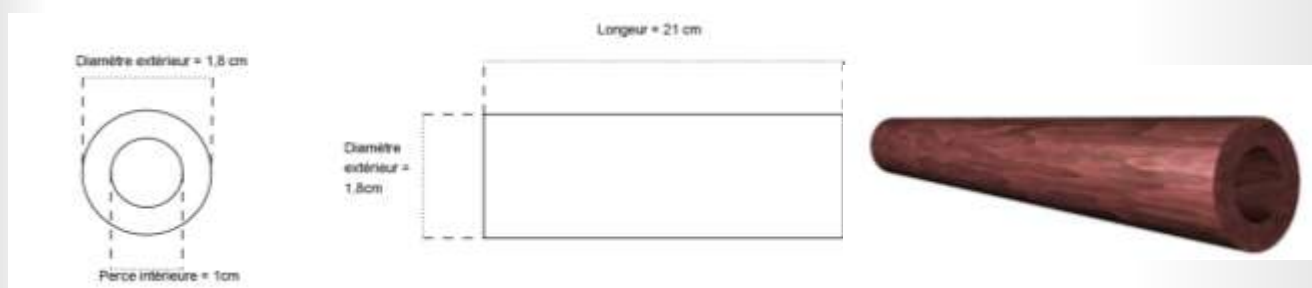 Longeur = 21 cm
Diamètre extérieur = 1,8 cm
Diamètre
extérieur =
1.8cm
Perce intérieure = 1cm